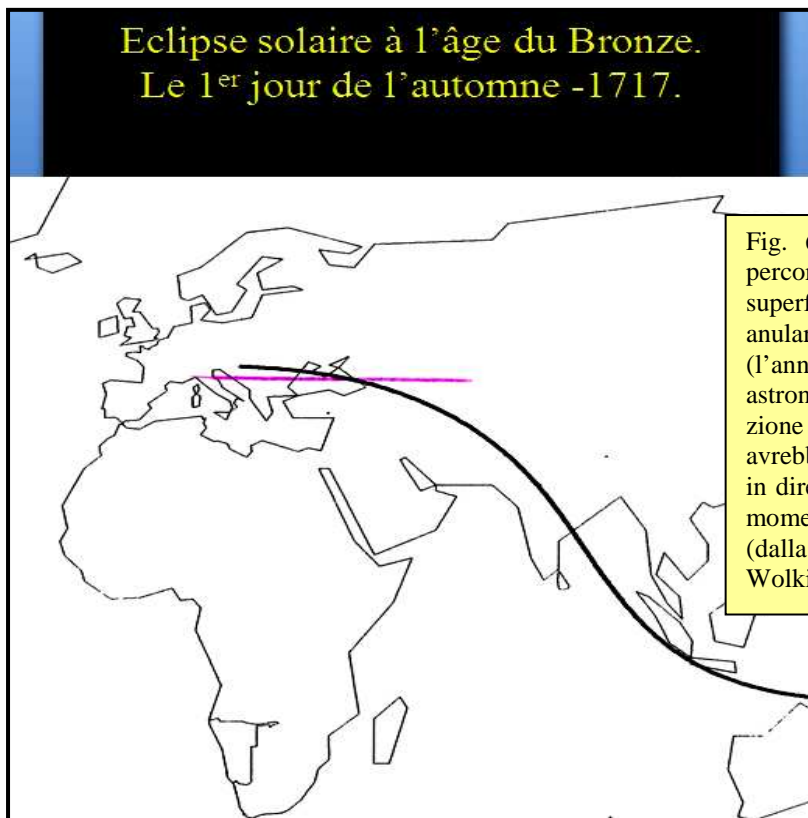 Eclipse solaire à l'âge du Bronze.
Le 1er jour de l'automne -1717.
Fig.
percor
superf
anular
(l'ann
astron
zione
avrebb
in dire
mome
(dalla
Wolki